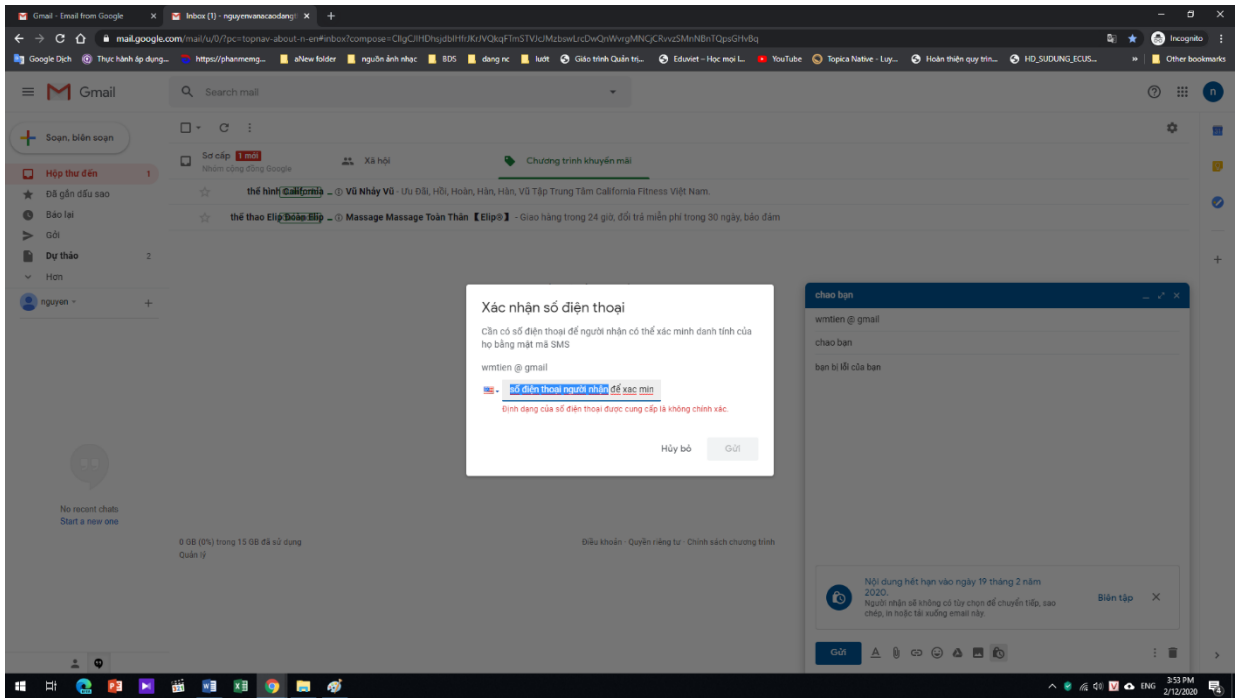 Gmail - Email from Google
Inbox (1) - nguyenvanacaodangt
mail.google.com/mail/u/0/?pc=topnav-about-n-en#inbox?compose=
Incognito
Google Dịch
Thực hành áp dụng...
https://phanmemg...
aNew folder
nguồn ảnh nhạc
BDS
dang nc
luót
Giáo trình Quản trị...
Eduviet – Học mọi L...
YouTube
Topica Native - Luy...
Hoàn thiện quy trìn...
HD_SUDUNG_ECUS...
Other bookmarks
Gmail
Search mail
n
Soạn, biên soạn
Sơ cấp 1 mới
Nhóm cộng đồng Google
Xã hội
Chương trình khuyến mãi
Hộp thư đến 1
Đã gắn dấu sao
Báo lại
Gởi
Dự thảo 2
Hơn
nguyen
thể hình California ... Vũ Nhảy Vũ - Ưu Đãi, Hồi, Hoàn, Hân, Hân, Vũ Tập Trung Tâm California Fitness Việt Nam.
thể thao Elip Đoàn Elip ... Massage Massage Toàn Thân【Elip®】 - Giao hàng trong 24 giờ, đổi trả miễn phí trong 30 ngày, bảo đảm
Xác nhận số điện thoại
Cần có số điện thoại để người nhận có thể xác minh danh tính của
họ bằng mật mã SMS
wmtien @ gmail
số điện thoại người nhận để xac min
Định dạng của số điện thoại được cung cấp là không chính xác.
Hủy bỏ
Gửi
chao bạn
wmtien @ gmail
chao bạn
bạn bị lỗi của bạn
No recent chats
Start a new one
0 GB (0%) trong 15 GB đã sử dụng
Quản lý
Điều khoản - Quyền riêng tư - Chính sách chương trình
Nội dung hết hạn vào ngày 19 tháng 2 năm
2020.
Người nhận sẽ không có tùy chọn để chuyển tiếp, sao
chép, in hoặc tải xuống email này.
Biên tập
Gửi
ENG
3:53 PM
2/12/2020